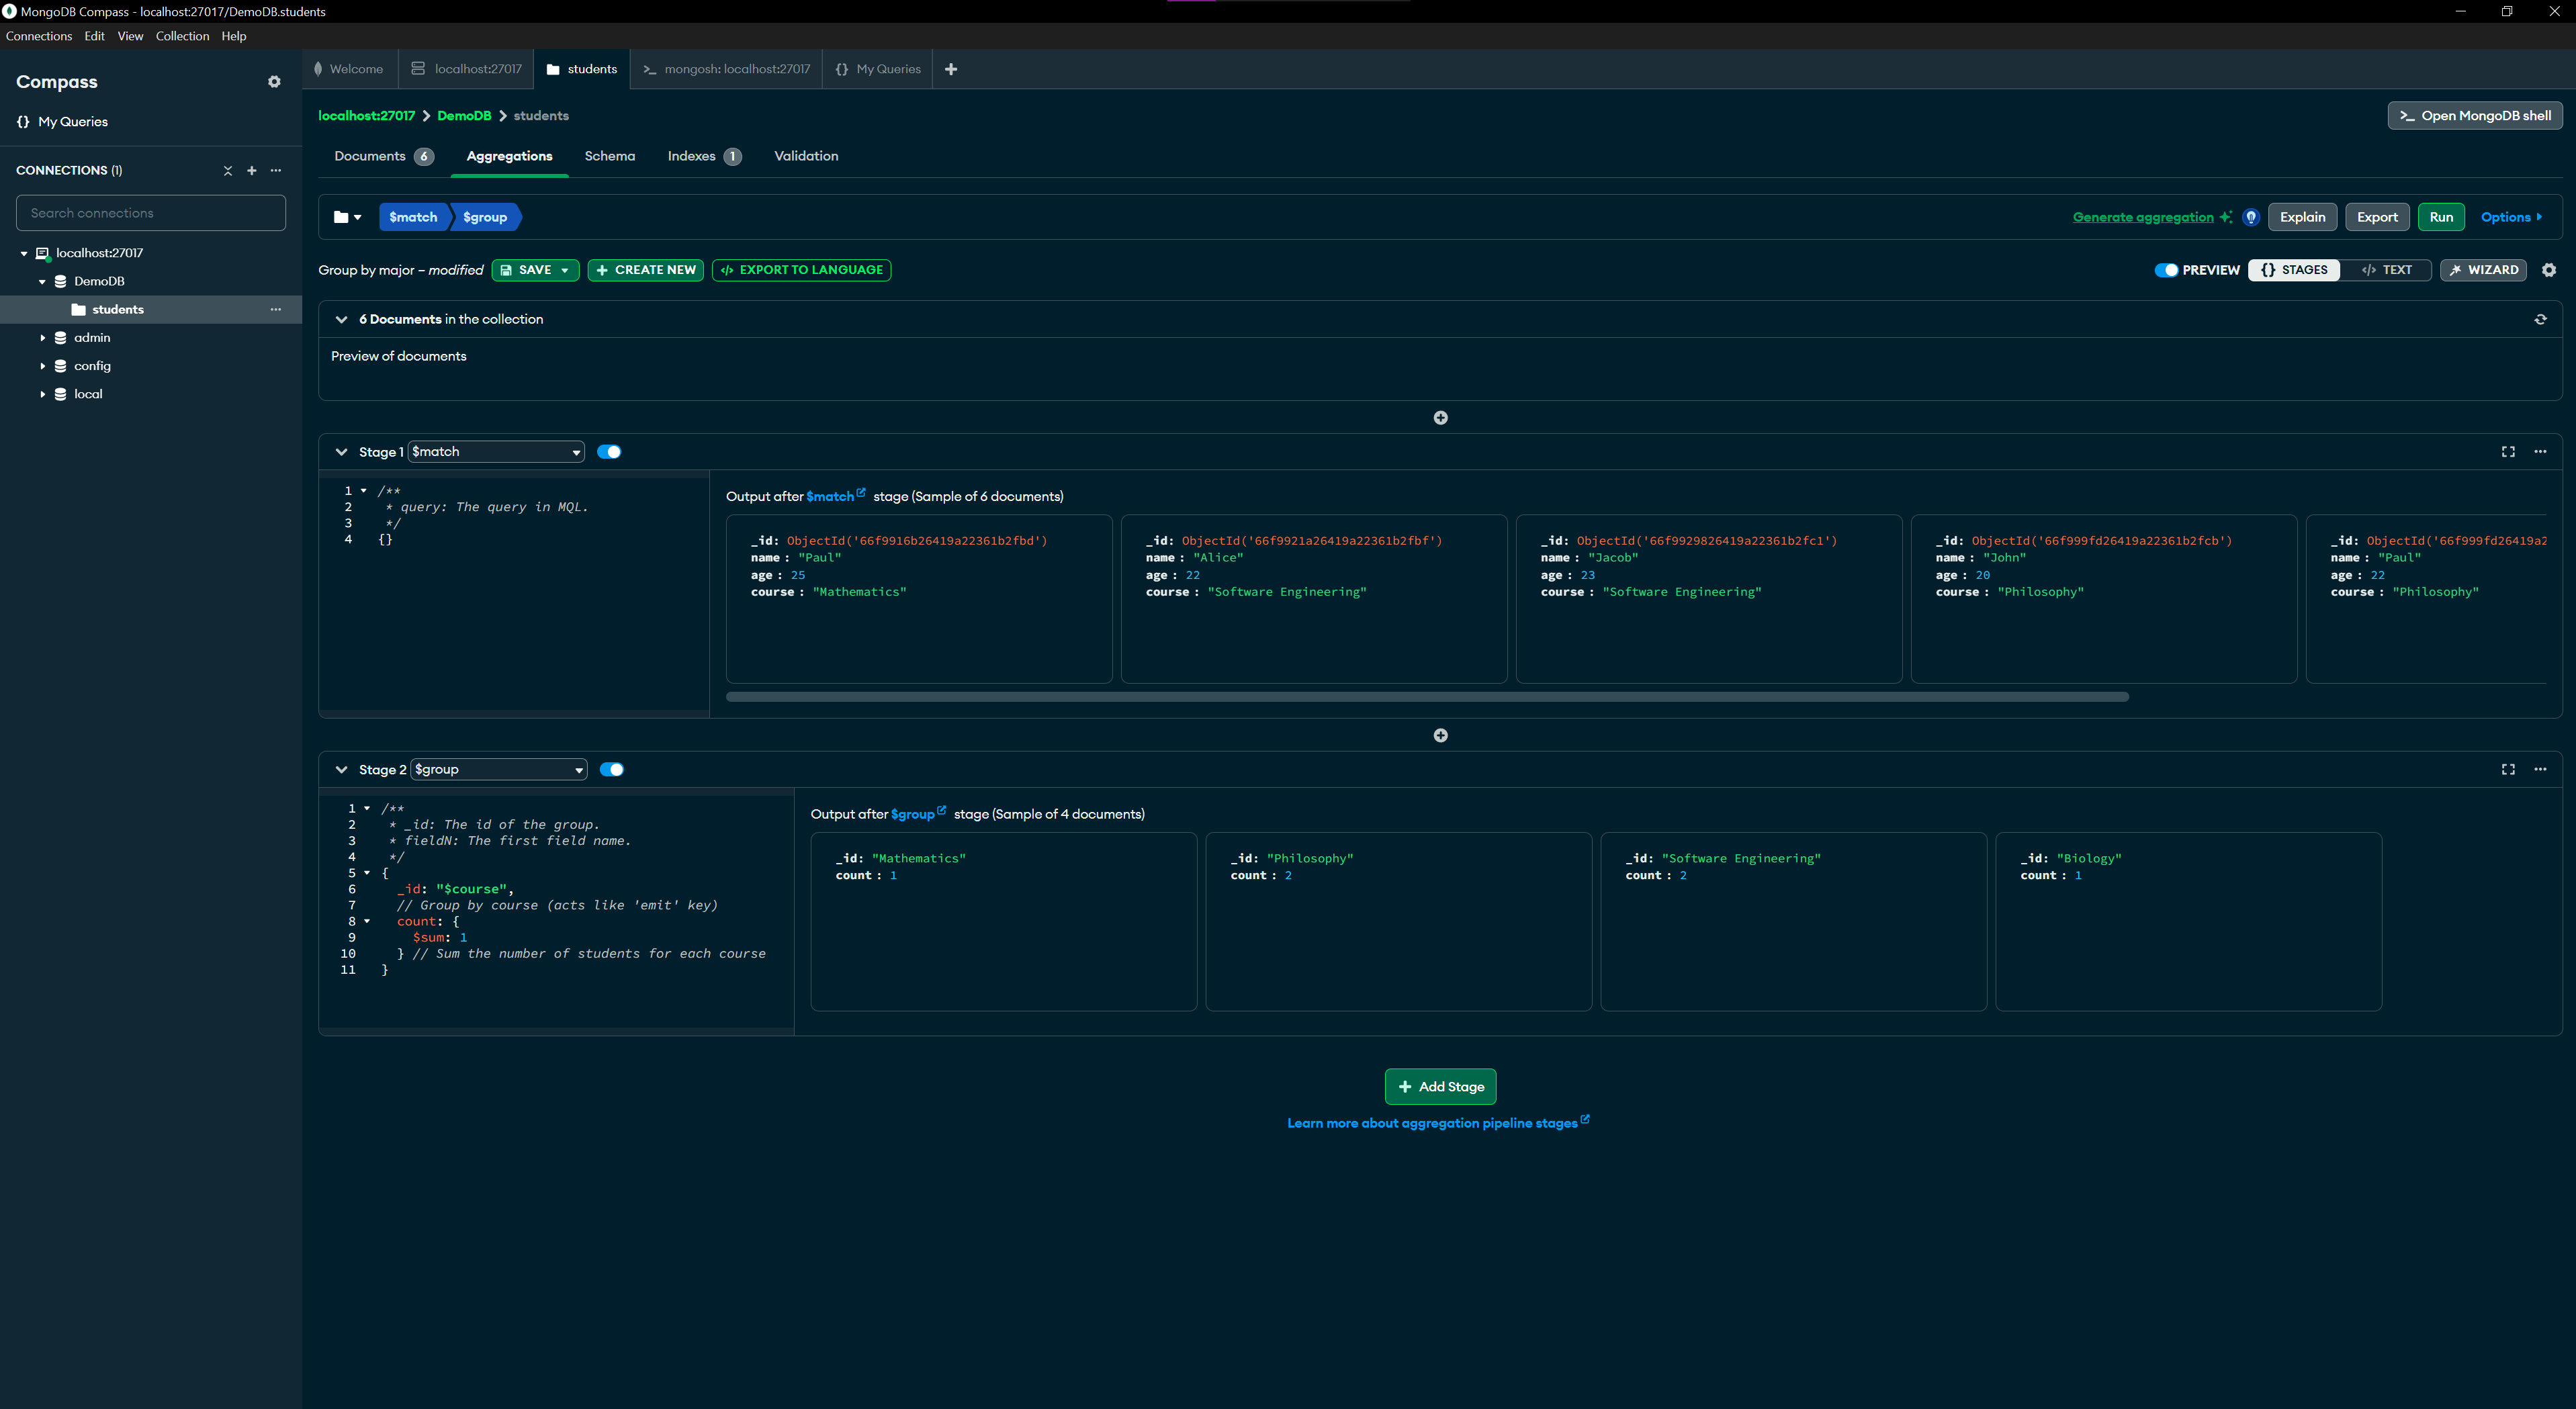 MongoDB Compass - localhost:27017/DemoDB.students
Connections Edit View Collection Help
Compass
{} My Queries
CONNECTIONS (1)
Search connections
localhost:27017
DemoDB
students
admin
config
local
Welcome
localhost:27017
students
mongosh: localhost:27017
{} My Queries
localhost:27017 > DemoDB > students
>_ Open MongoDB shell
Documents 6 Aggregations Schema Indexes 1 Validation
$match $group
Generate aggregation Explain Export Run Options
Group by major – modified SAVE + CREATE NEW </> EXPORT TO LANGUAGE
PREVIEW {} STAGES </> TEXT WIZARD
6 Documents in the collection
Preview of documents
Stage 1 $match
1 /**
2 * query: The query in MQL.
3 */
4 {}
Output after $match stage (Sample of 6 documents)
_id: ObjectId('66f9916b26419a22361b2fbd')
name : "Paul"
age : 25
course : "Mathematics"
_id: ObjectId('66f9921a26419a22361b2fbf')
name : "Alice"
age : 22
course : "Software Engineering"
_id: ObjectId('66f9929826419a22361b2fc1')
name : "Jacob"
age : 23
course : "Software Engineering"
_id: ObjectId('66f999fd26419a22361b2fcb')
name : "John"
age : 20
course : "Philosophy"
_id: ObjectId('66f999fd26419a2
name : "Paul"
age : 22
course : "Philosophy"
Stage 2 $group
1 /**
2 * _id: The id of the group.
3 * fieldN: The first field name.
4 */
5 {
6 _id: "$course",
7 // Group by course (acts like 'emit' key)
8 count: {
9 $sum: 1
10 } // Sum the number of students for each course
11 }
Output after $group stage (Sample of 4 documents)
_id: "Mathematics"
count : 1
_id: "Philosophy"
count : 2
_id: "Software Engineering"
count : 2
_id: "Biology"
count : 1
+ Add Stage
Learn more about aggregation pipeline stages